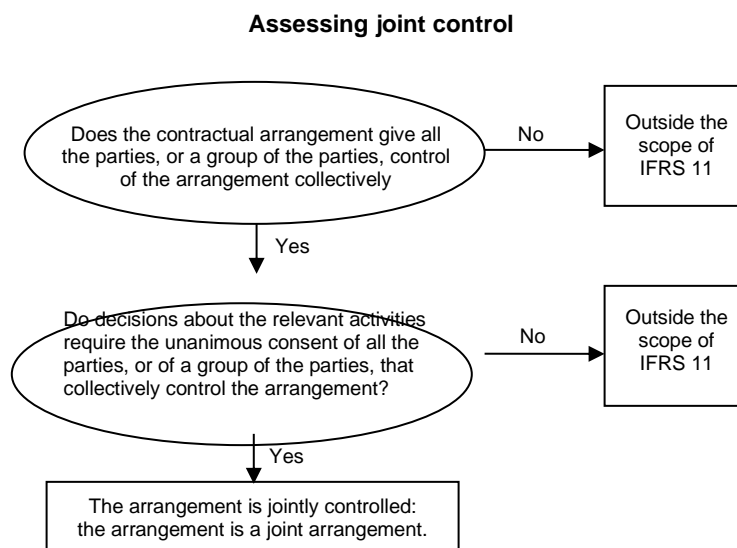 Assessing joint control
Does the contractual arrangement give all
the parties, or a group of the parties, control
of the arrangement collectively
No
Outside the
scope of
IFRS 11
Yes
Do decisions about the relevant activities
require the unanimous consent of all the
parties, or of a group of the parties, that
collectively control the arrangement?
No
Outside the
scope of
IFRS 11
Yes
The arrangement is jointly controlled:
the arrangement is a joint arrangement.